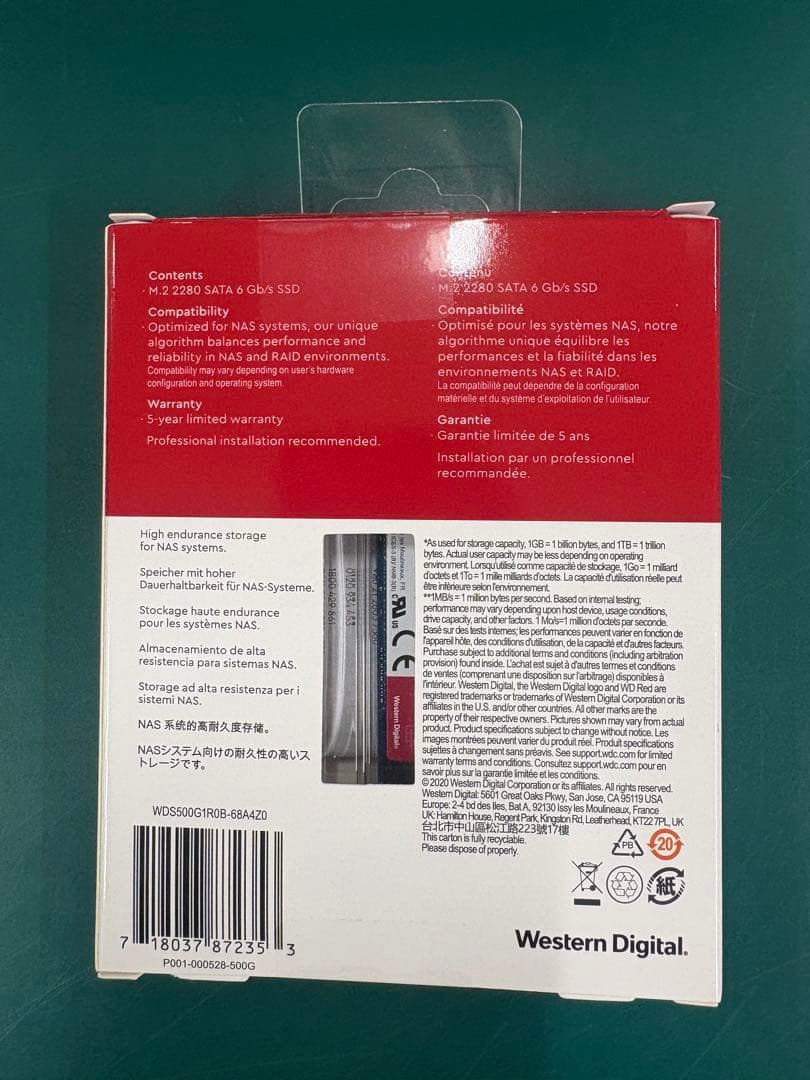 Contents
· M.2 2280 SATA 6 Gb/s SSD
Compatibility
· Optimized for NAS systems, our unique
algorithm balances performance and
reliability in NAS and RAID environments.
Compatibility may vary depending on user's hardware
configuration and operating system.
Warranty
· 5-year limited warranty
Professional installation recommended.
Contenu
M.2 2280 SATA 6 Gb/s SSD
Compatibilité
· Optimisé pour les systèmes NAS, notre
algorithme unique équilibre les
performances et la fiabilité dans les
environnements NAS et RAID.
La compatibilité peut dépendre de la configuration
matérielle et du système d'exploitation de l'utilisateur.
Garantie
· Garantie limitée de 5 ans
Installation par un professionnel
recommandée.
High endurance storage
for NAS systems.
Speicher mit hoher
Dauerhaltbarkeit für NAS-Systeme.
Stockage haute endurance
pour les systèmes NAS.
Almacenamiento de alta
resistencia para sistemas NAS.
Storage ad alta resistenza per i
sistemi NAS.
NAS 系统的高耐久度存储。
NASシステム向けの耐久性の高いス
トレージです。
WDS500G1R0B-68A4Z0
7 18037 87235 3
P001-000528-500G
Western Digital
*As used for storage capacity, 1GB = 1 billion bytes, and 1TB = 1 trillion
bytes. Actual user capacity may be less depending on operating
environment. Lorsqu'utilisé comme capacité de stockage, 1Go = 1 milliard
d'octets et 1To = 1 mille milliards d'octets. La capacité d'utilisation réelle peut
être inférieure selon l'environnement.
**1MB/s = 1 million bytes per second. Based on internal testing;
performance may vary depending upon host device, usage conditions,
drive capacity, and other factors. 1 Mo/s=1 million d'octets par seconde.
Basé sur des tests internes; les performances peuvent varier en fonction de
l'appareil hôte, des conditions d'utilisation, de la capacité et d'autres facteurs.
Purchase subject to additional terms and conditions (including arbitration
provision) found inside. L'achat est sujet à d'autres termes et conditions
de ventes (comprenant une disposition sur l'arbitrage) disponibles à
l'intérieur. Western Digital, the Western Digital logo and WD Red are
registered trademarks or trademarks of Western Digital Corporation or its
affiliates in the U.S. and/or other countries. All other marks are the
property of their respective owners. Pictures shown may vary from actual
product. Product specifications subject to change without notice. Les
images montrées peuvent varier du produit réel. Produit specifications
sujettes à changement sans préavis. See support.wdc.com for limited
warranty terms and conditions. Consultez support.wdc.com pour en
savoir plus sur la garantie limitée et les conditions.
© 2020 Western Digital Corporation or its affiliates. All rights reserved.
Western Digital: 5601 Great Oaks Pkwy, San Jose, CA 95119 USA
Europe: 2-4 bd des Iles, Bat A, 92130 Issy les Moulineaux, France
UK: Hamilton House, Regent Park, Kingston Rd, Leatherhead, KT22 7PL, UK
台北市中山區松江路223號17樓
This carton is fully recyclable.
Please dispose of properly.
PB
20
紙
Western Digital.